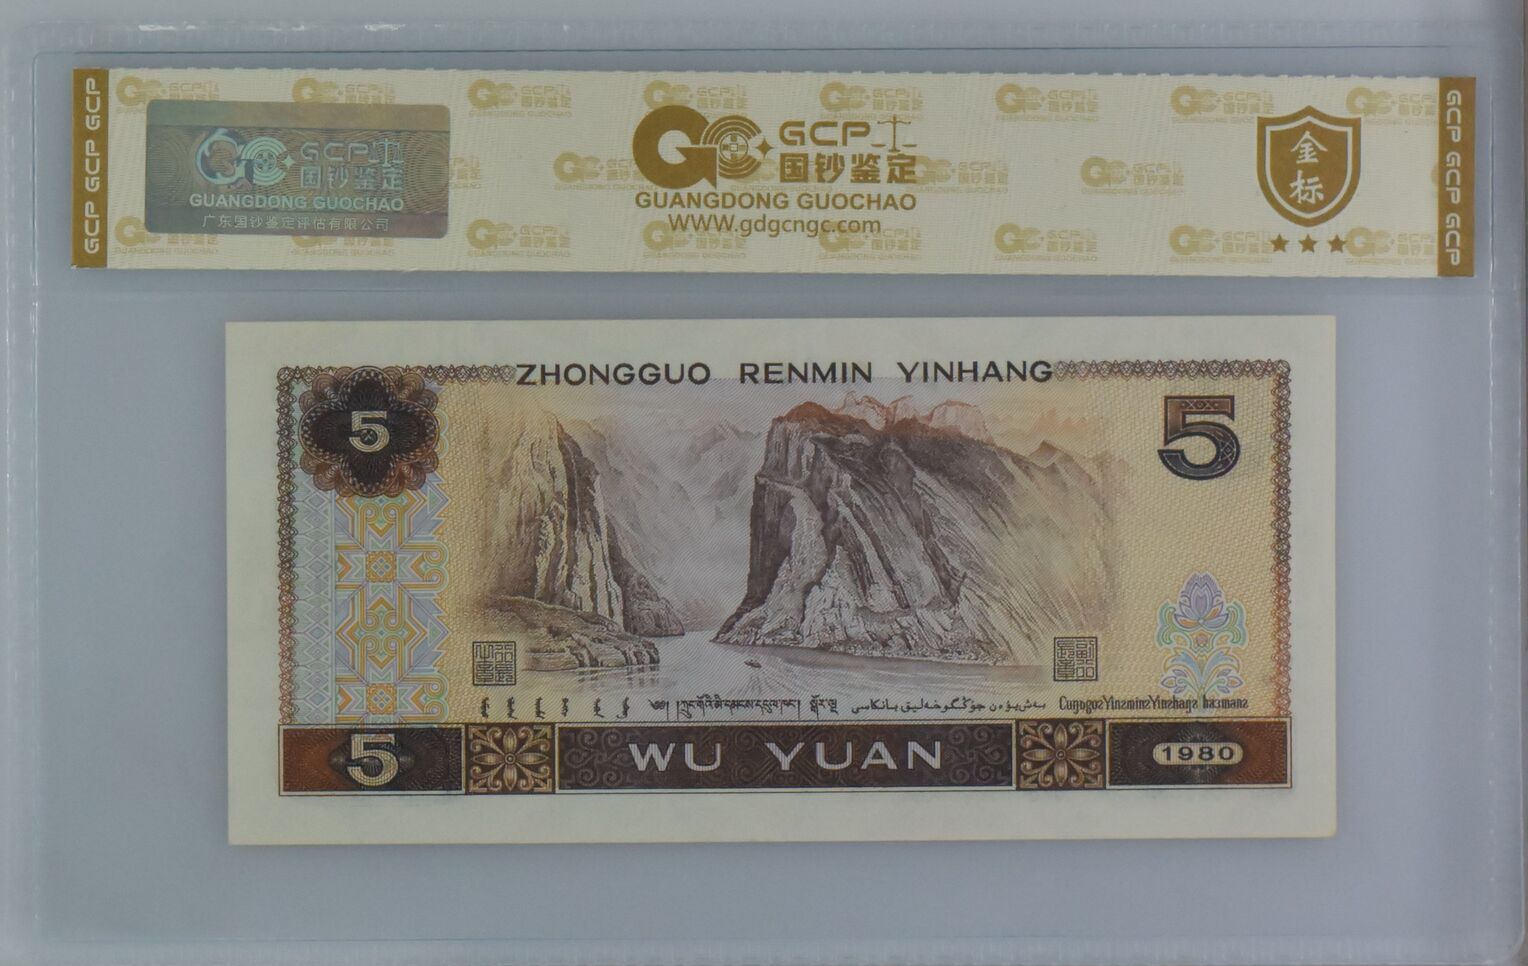 GCP GCP GCP
GCP
国钞鉴定
GUANGDONG GUOCHAO
广东国钞鉴定评估有限公司
GCP
国钞鉴定
GUANGDONG GUOCHAO
WWW.gdgcngc.com
金标
GCP GCP GCP
ZHONGGUO RENMIN YINHANG
5
5
5
WU YUAN
1980